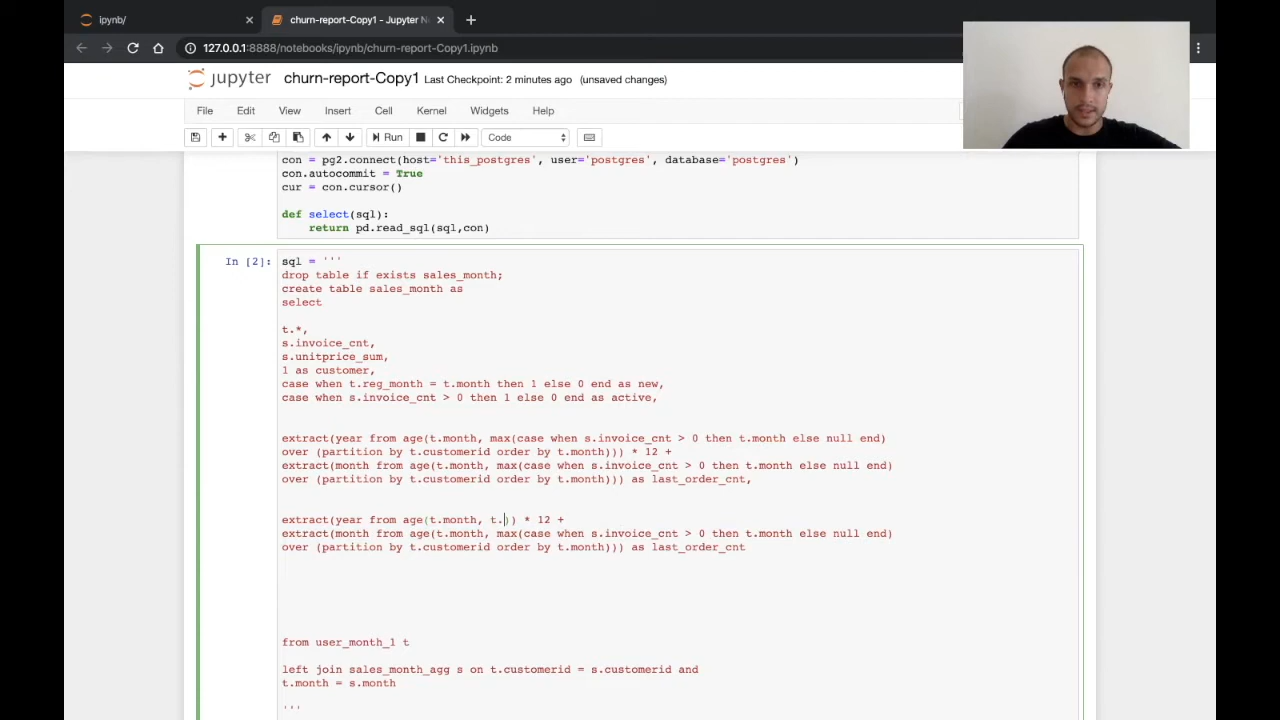 ipynb/
churn-report-Copy1 - Jupyter N
127.0.0.1:8888/notebooks/ipynb/churn-report-Copy1.ipynb
jupyter churn-report-Copy1 Last Checkpoint: 2 minutes ago (unsaved changes)
File Edit View Insert Cell Kernel Widgets Help
Run Code
con = pg2.connect(host='this_postgres', user='postgres', database='postgres')
con.autocommit = True
cur = con.cursor()
def select(sql):
return pd.read_sql(sql,con)
In [2]: sql = '''
drop table if exists sales_month;
create table sales_month as
select
t.*,
s.invoice_cnt,
s.unitprice_sum,
1 as customer,
case when t.reg_month = t.month then 1 else 0 end as new,
case when s.invoice_cnt > 0 then 1 else 0 end as active,
extract(year from age(t.month, max(case when s.invoice_cnt > 0 then t.month else null end)
over (partition by t.customerid order by t.month))) * 12 +
extract(month from age(t.month, max(case when s.invoice_cnt > 0 then t.month else null end)
over (partition by t.customerid order by t.month))) as last_order_cnt,
extract(year from age(t.month, t.)) * 12 +
extract(month from age(t.month, max(case when s.invoice_cnt > 0 then t.month else null end)
over (partition by t.customerid order by t.month))) as last_order_cnt
from user_month_1 t
left join sales_month_agg s on t.customerid = s.customerid and
t.month = s.month
'''